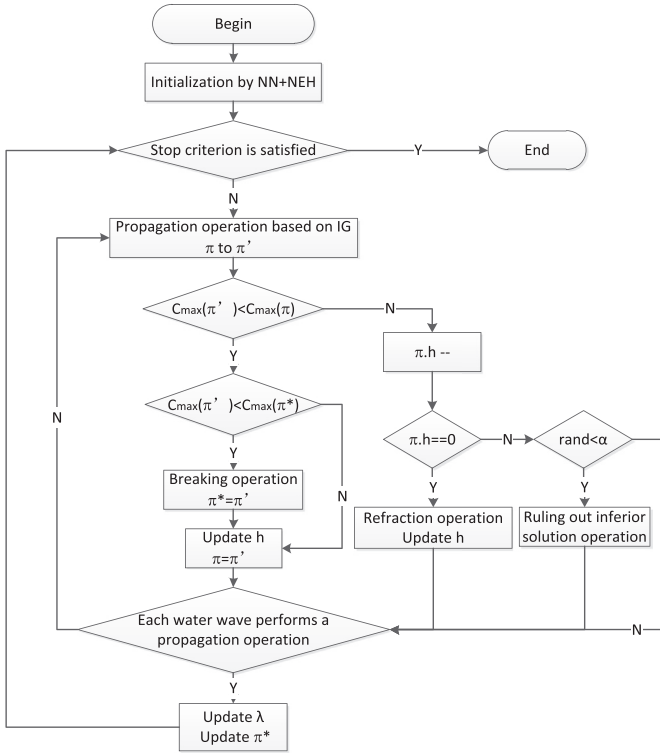 Begin
Initialization by NN+NEH
Stop criterion is satisfied
Y
End
N
Propagation operation based on IG
π to π’
Cmax(π’)<Cmax(π)
N
π.h --
Y
Cmax(π’)<Cmax(π*)
N
π.h==0
N
rand<α
Y
Y
Y
Breaking operation
π*=π’
N
Refraction operation
Update h
Ruling out inferior
solution operation
Update h
π=π’
Each water wave performs a
propagation operation
N
Y
Update λ
Update π*